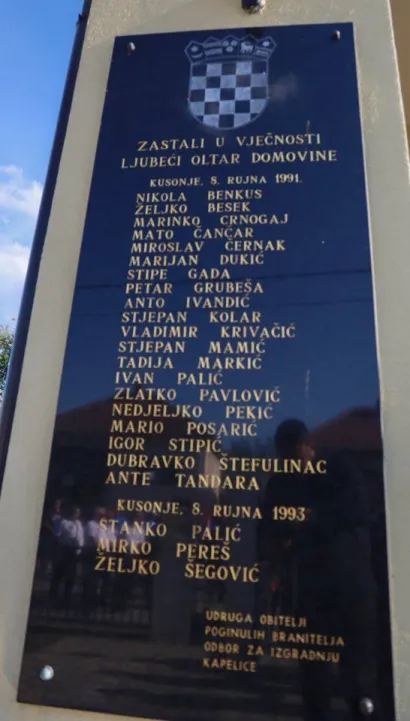 ZASTALI U VJEČNOSTI
LJUBEĆI OLTAR DOMOVINE
KUSONJE, 8. RUJNA 1991.
NIKOLA BENKUS
ŽELJKO BESEK
MARINKO CRNOGAJ
MATO ČANČAR
MIROSLAV ČERNAK
MARIJAN DUKIĆ
STIPE GADA
PETAR GRUBEŠA
ANTO IVANDIĆ
STJEPAN KOLAR
VLADIMIR KRIVAČIĆ
STJEPAN MAMIĆ
TADIJA MARKIĆ
IVAN PALIĆ
ZLATKO PAVLOVIĆ
NEDJELJKO PEKIĆ
MARIO POSARIĆ
IGOR STIPIĆ
DUBRAVKO ŠTEFULINAC
ANTE TANDARA
KUSONJE, 8. RUJNA 1993
STANKO PALIĆ
MIRKO PEREŠ
ŽELJKO ŠEGOVIĆ
UDRUGA OBITELJI
POGINULIH BRANITELJA
ODBOR ZA IZGRADNJU
KAPELICE